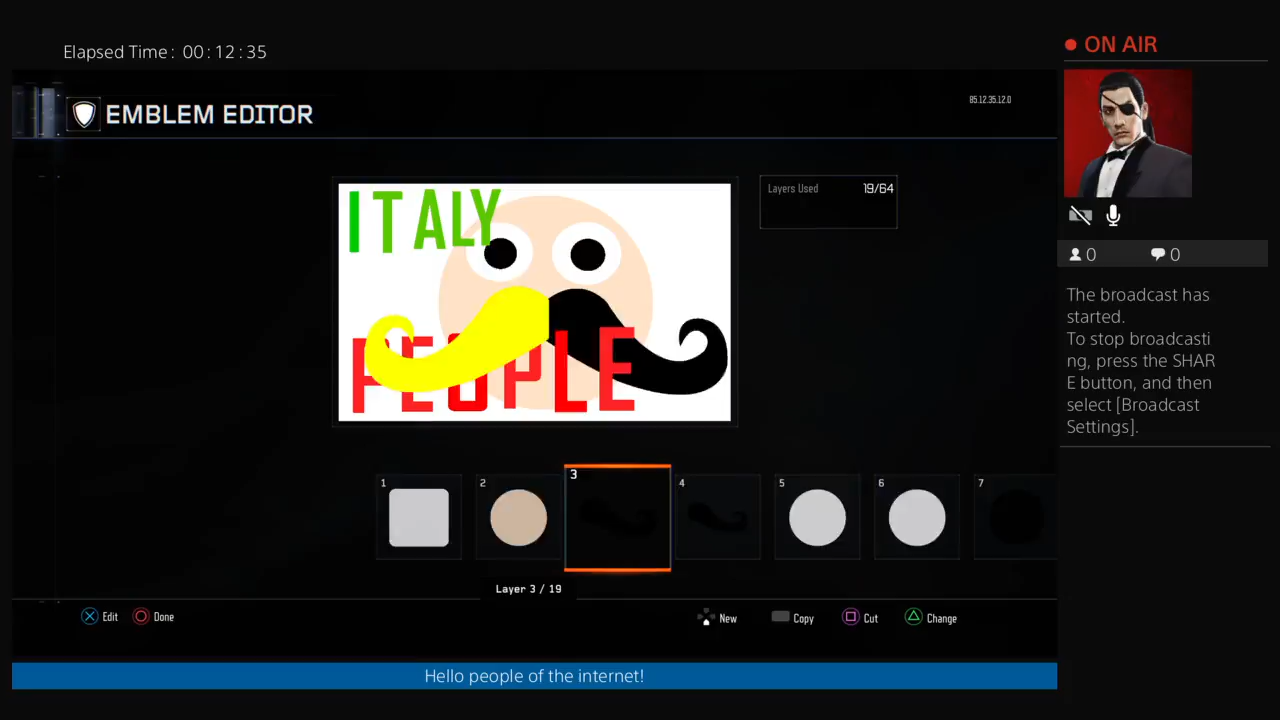 Elapsed Time: 00:12:35
ON AIR
EMBLEM EDITOR
85.12.35.12.0
Layers Used 19/64
ITALY
PEOPLE
0 0
The broadcast has
started.
To stop broadcasti
ng, press the SHAR
E button, and then
select [Broadcast
Settings].
1 2 3 4 5 6 7
Layer 3 / 19
Edit Done New Copy Cut Change
Hello people of the internet!